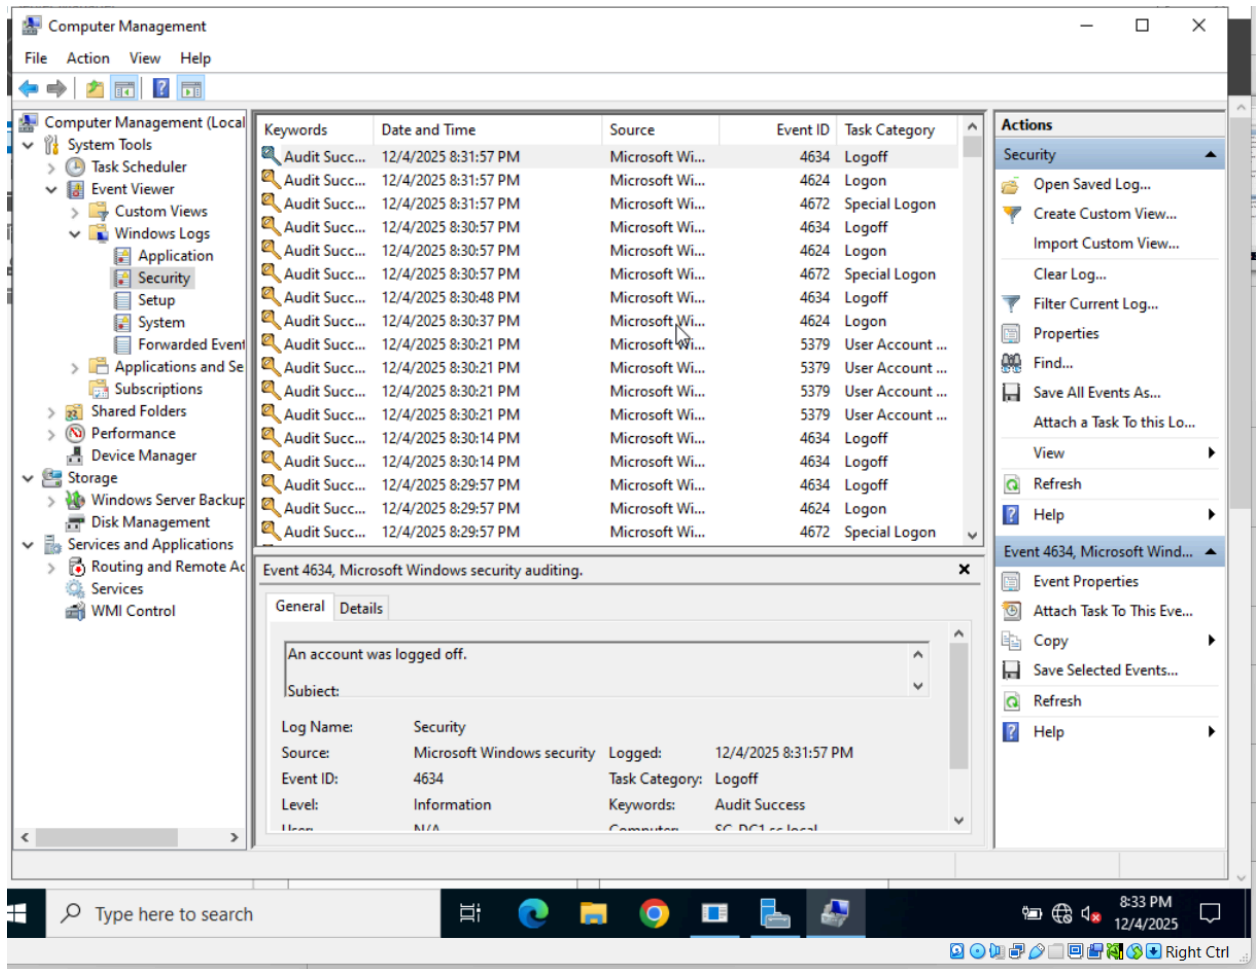 Computer Management
File Action View Help
Computer Management (Local
System Tools
Task Scheduler
Event Viewer
Custom Views
Windows Logs
Application
Security
Setup
System
Forwarded Event
Applications and Se
Subscriptions
Shared Folders
Performance
Device Manager
Storage
Windows Server Backup
Disk Management
Services and Applications
Routing and Remote Ac
Services
WMI Control
Keywords Date and Time Source Event ID Task Category
Audit Succ... 12/4/2025 8:31:57 PM Microsoft Wi... 4634 Logoff
Audit Succ... 12/4/2025 8:31:57 PM Microsoft Wi... 4624 Logon
Audit Succ... 12/4/2025 8:31:57 PM Microsoft Wi... 4672 Special Logon
Audit Succ... 12/4/2025 8:30:57 PM Microsoft Wi... 4634 Logoff
Audit Succ... 12/4/2025 8:30:57 PM Microsoft Wi... 4624 Logon
Audit Succ... 12/4/2025 8:30:57 PM Microsoft Wi... 4672 Special Logon
Audit Succ... 12/4/2025 8:30:48 PM Microsoft Wi... 4634 Logoff
Audit Succ... 12/4/2025 8:30:37 PM Microsoft Wi... 4624 Logon
Audit Succ... 12/4/2025 8:30:21 PM Microsoft Wi... 5379 User Account ...
Audit Succ... 12/4/2025 8:30:21 PM Microsoft Wi... 5379 User Account ...
Audit Succ... 12/4/2025 8:30:21 PM Microsoft Wi... 5379 User Account ...
Audit Succ... 12/4/2025 8:30:21 PM Microsoft Wi... 5379 User Account ...
Audit Succ... 12/4/2025 8:30:14 PM Microsoft Wi... 4634 Logoff
Audit Succ... 12/4/2025 8:30:14 PM Microsoft Wi... 4634 Logoff
Audit Succ... 12/4/2025 8:29:57 PM Microsoft Wi... 4634 Logoff
Audit Succ... 12/4/2025 8:29:57 PM Microsoft Wi... 4624 Logon
Audit Succ... 12/4/2025 8:29:57 PM Microsoft Wi... 4672 Special Logon
Event 4634, Microsoft Windows security auditing.
General Details
An account was logged off.
Subject:
Log Name: Security
Source: Microsoft Windows security Logged: 12/4/2025 8:31:57 PM
Event ID: 4634 Task Category: Logoff
Level: Information Keywords: Audit Success
User: N/A Computer: SC-DC1.sc.local
Actions
Security
Open Saved Log...
Create Custom View...
Import Custom View...
Clear Log...
Filter Current Log...
Properties
Find...
Save All Events As...
Attach a Task To this Lo...
View
Refresh
Help
Event 4634, Microsoft Wind...
Event Properties
Attach Task To This Eve...
Copy
Save Selected Events...
Refresh
Help
Type here to search
8:33 PM
12/4/2025
Right Ctrl